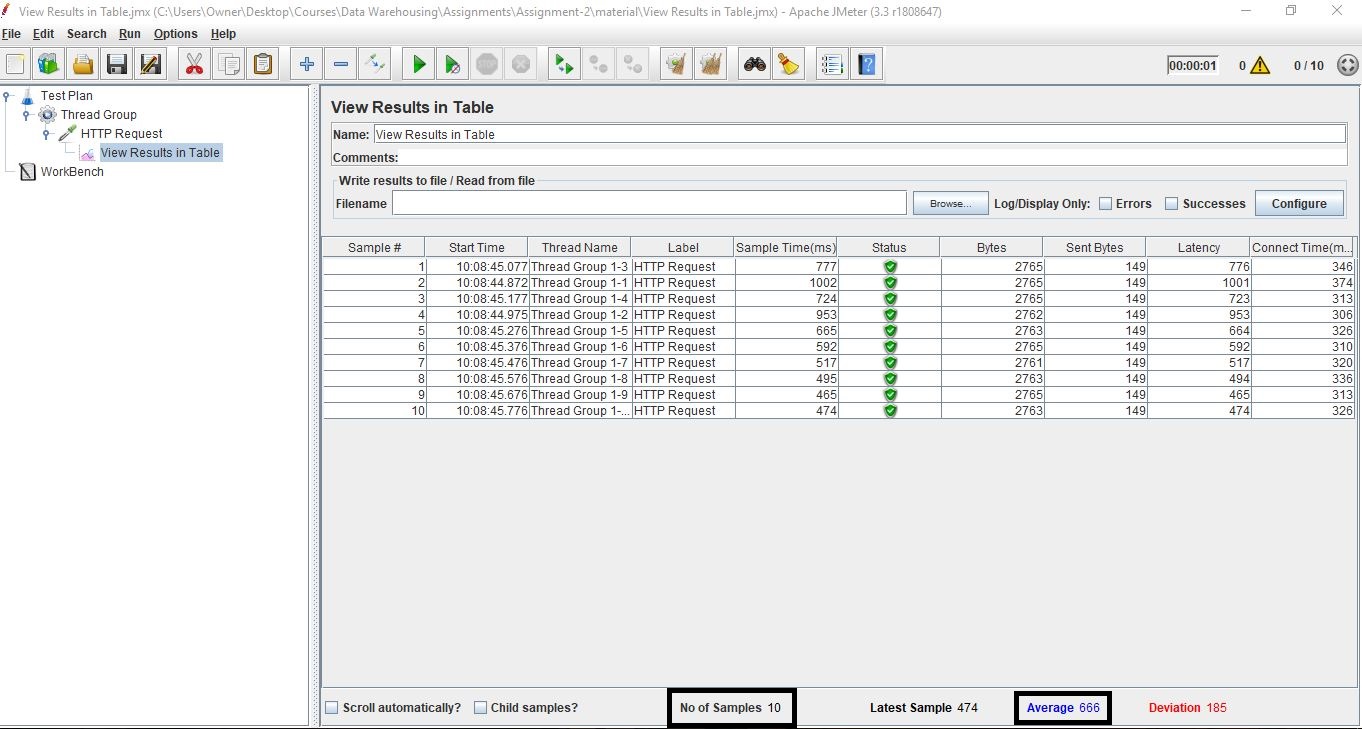 View Results in Table.jmx (C:\Users\Owner\Desktop\Courses\Data Warehousing\Assignments\Assignment-2\material\View Results in Table.jmx) - Apache JMeter (3.3 r1808647)
File Edit Search Run Options Help
00:00:01 0 0 / 10
Test Plan
Thread Group
HTTP Request
View Results in Table
WorkBench
View Results in Table
Name: View Results in Table
Comments:
Write results to file / Read from file
Filename Browse... Log/Display Only: Errors Successes Configure
Sample # Start Time Thread Name Label Sample Time(ms) Status Bytes Sent Bytes Latency Connect Time(m...
1 10:08:45.077 Thread Group 1-3 HTTP Request 777 2765 149 776 346
2 10:08:44.872 Thread Group 1-1 HTTP Request 1002 2765 149 1001 374
3 10:08:45.177 Thread Group 1-4 HTTP Request 724 2765 149 723 313
4 10:08:44.975 Thread Group 1-2 HTTP Request 953 2762 149 953 306
5 10:08:45.276 Thread Group 1-5 HTTP Request 665 2763 149 664 326
6 10:08:45.376 Thread Group 1-6 HTTP Request 592 2765 149 592 310
7 10:08:45.476 Thread Group 1-7 HTTP Request 517 2761 149 517 320
8 10:08:45.576 Thread Group 1-8 HTTP Request 495 2763 149 494 336
9 10:08:45.676 Thread Group 1-9 HTTP Request 465 2765 149 465 313
10 10:08:45.776 Thread Group 1-... HTTP Request 474 2763 149 474 326
Scroll automatically? Child samples? No of Samples 10 Latest Sample 474 Average 666 Deviation 185